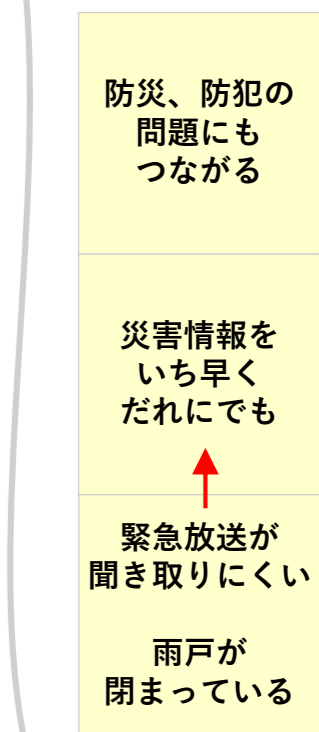 防災、防犯の
問題にも
つながる
災害情報を
いち早く
だれにでも
緊急放送が
聞き取りにくい
雨戸が
閉まっている